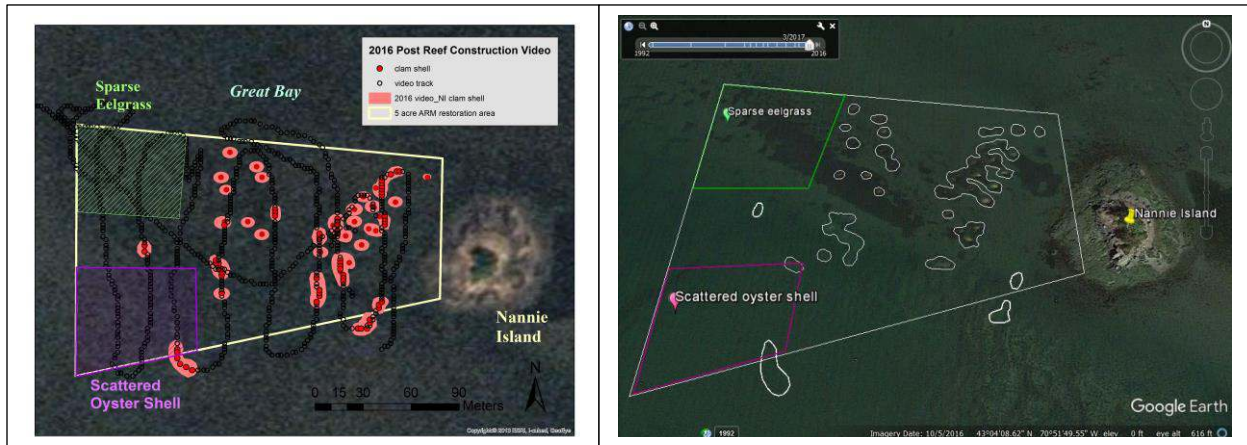 2016 Post Reef Construction Video
clam shell
video track
2016 video_NI clam shell
5 acre ARM restoration area
Sparse
Eelgrass
Great Bay
Nannie
Island
Scattered
Oyster Shell
N
0 15 30 60 90
Meters
3/2017
1992
2016
N
Sparse eelgrass
Nannie Island
Scattered oyster shell
Google Earth
1992
Imagery Date: 10/5/2016 43°04'08.62" N 70°51'49.55" W elev 0 ft eye alt 616 ft